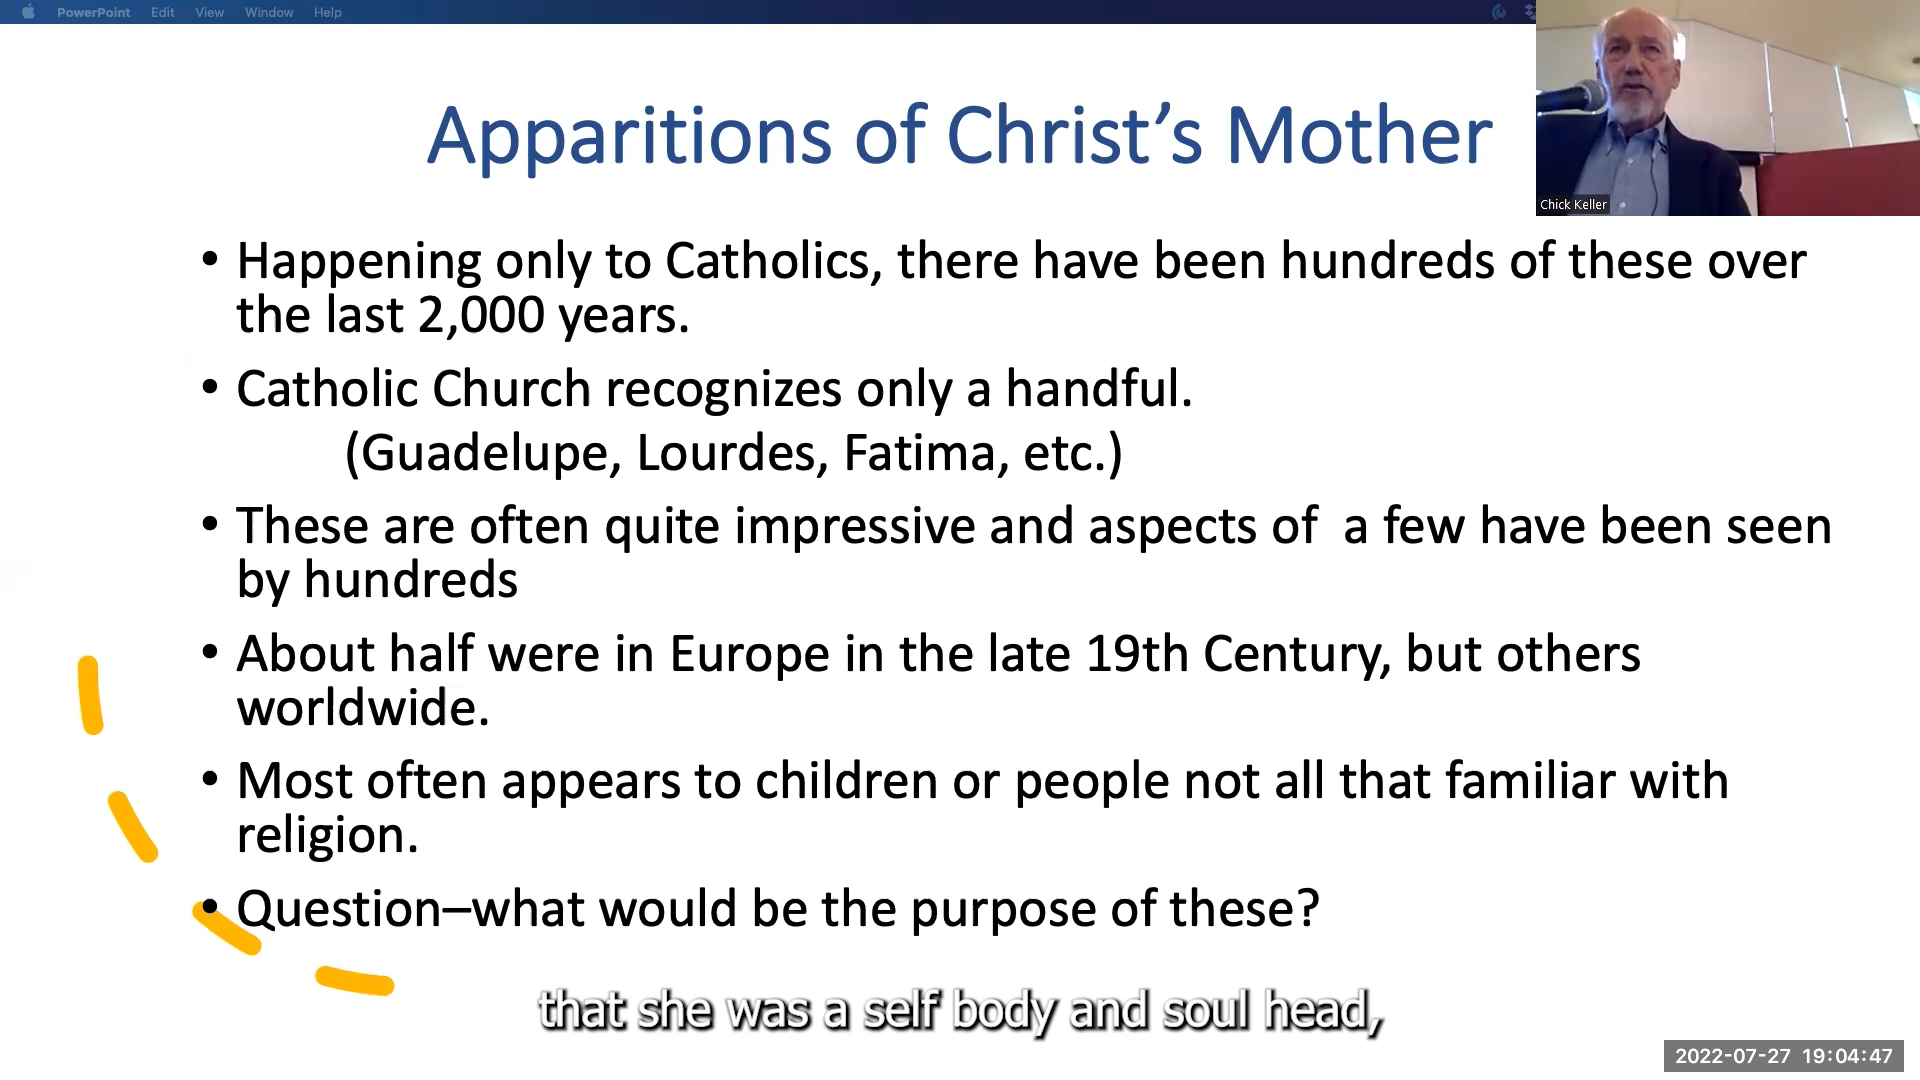 PowerPoint Edit View Window Help
Apparitions of Christ’s Mother
Chick Keller
• Happening only to Catholics, there have been hundreds of these over
the last 2,000 years.
• Catholic Church recognizes only a handful.
(Guadelupe, Lourdes, Fatima, etc.)
• These are often quite impressive and aspects of a few have been seen
by hundreds
• About half were in Europe in the late 19th Century, but others
worldwide.
• Most often appears to children or people not all that familiar with
religion.
• Question–what would be the purpose of these?
that she was a self body and soul head,
2022-07-27 19:04:47